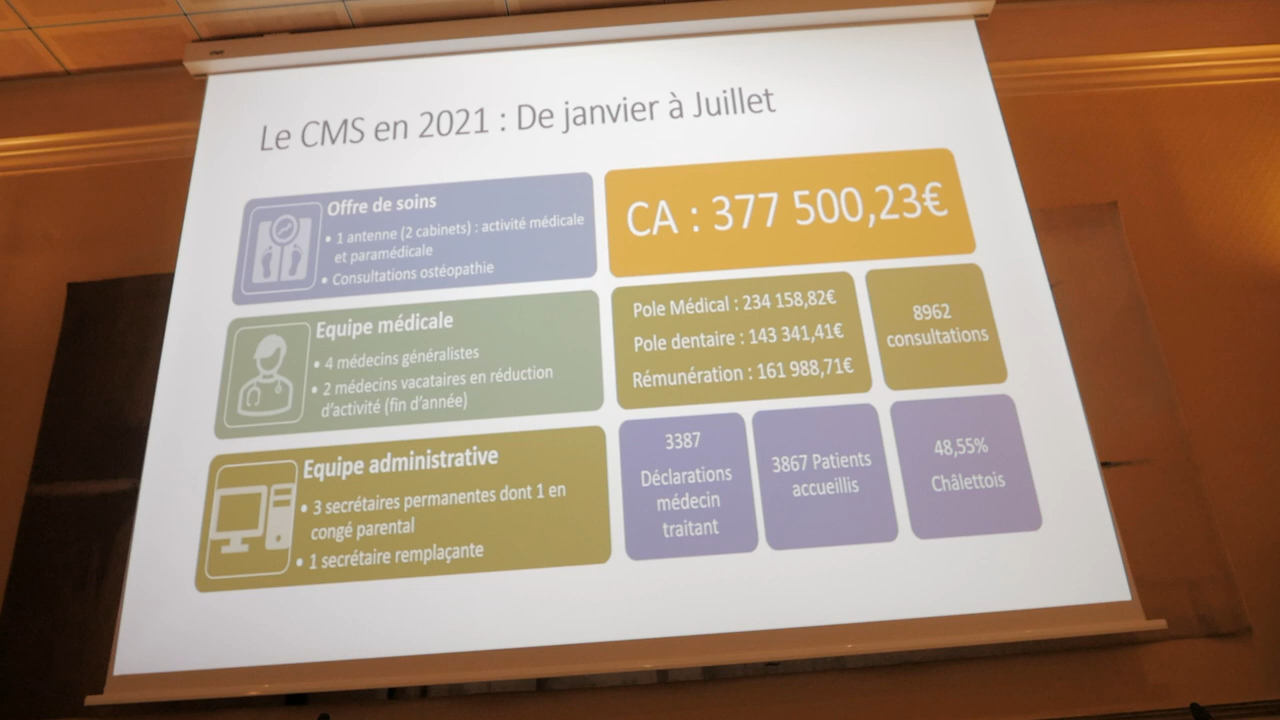 Le CMS en 2021 : De janvier à Juillet
Offre de soins
• 1 antenne (2 cabinets) : activité médicale
et paramédicale
• Consultations ostéopathie
CA : 377 500,23€
Equipe médicale
• 4 médecins généralistes
• 2 médecins vacataires en réduction
d'activité (fin d'année)
Pole Médical : 234 158,82€
Pole dentaire : 143 341,41€
Rémunération : 161 988,71€
8962
consultations
Equipe administrative
• 3 secrétaires permanentes dont 1 en
congé parental
• 1 secrétaire remplaçante
3387
Déclarations
médecin
traitant
3867 Patients
accueillis
48,55%
Châlettois